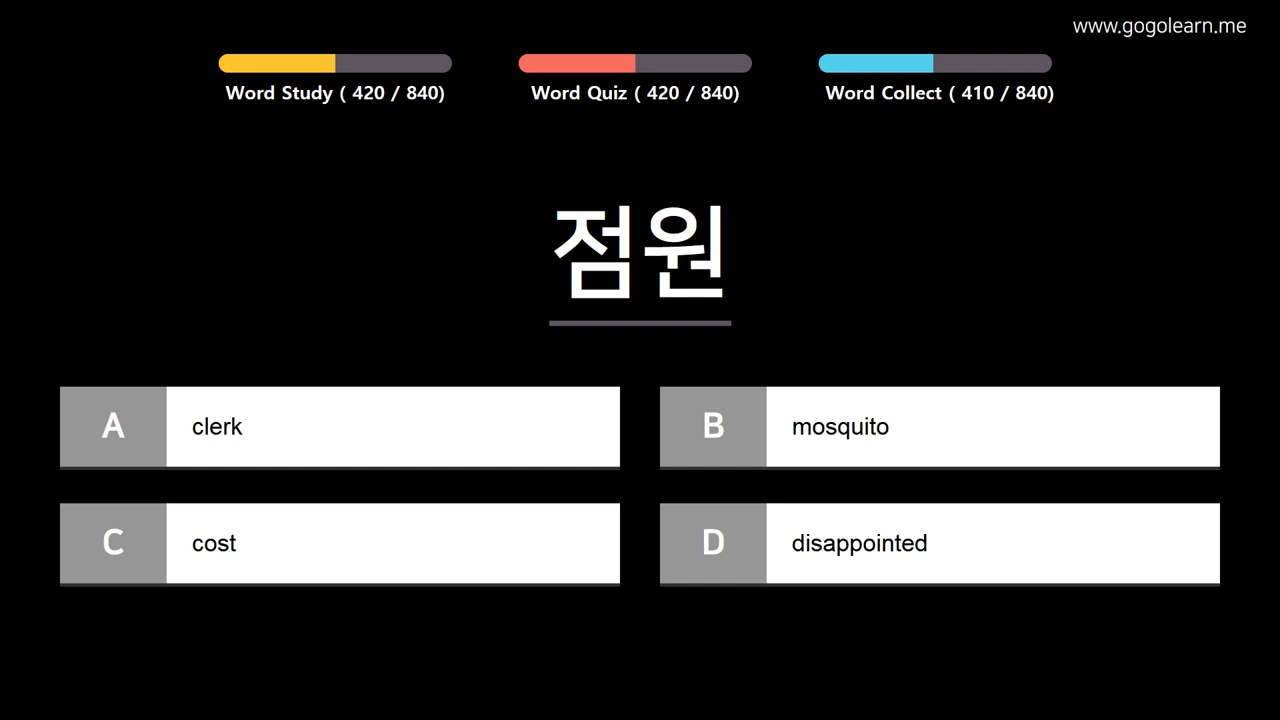 www.gogolearn.me
Word Study ( 420 / 840)
Word Quiz ( 420 / 840)
Word Collect ( 410 / 840)
점원
A clerk
B mosquito
C cost
D disappointed